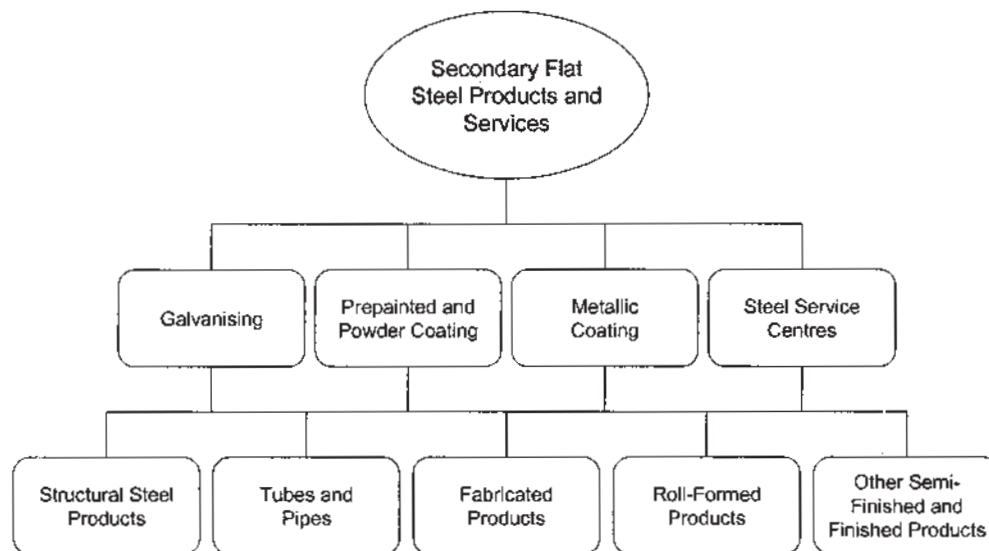 Secondary Flat
Steel Products and
Services
Galvanising
Prepainted and
Powder Coating
Metallic
Coating
Steel Service
Centres
Structural Steel
Products
Tubes and
Pipes
Fabricated
Products
Roll-Formed
Products
Other Semi-
Finished and
Finished Products